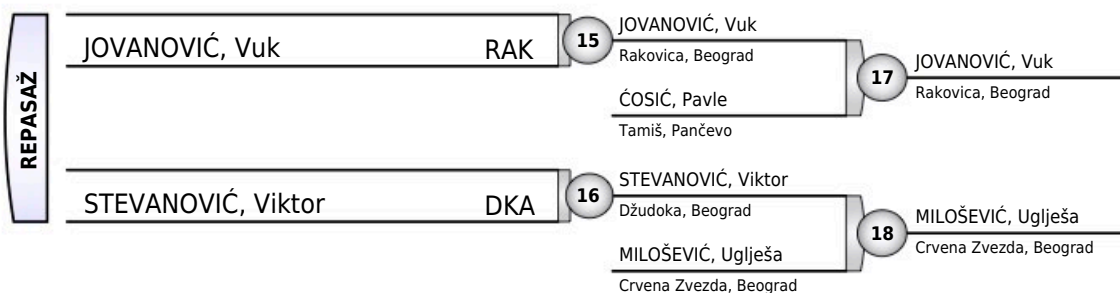 REPASAŽ
JOVANOVIĆ, Vuk RAK
15
JOVANOVIĆ, Vuk
Rakovica, Beograd
ĆOSIĆ, Pavle
Tamiš, Pančevo
17
JOVANOVIĆ, Vuk
Rakovica, Beograd
STEVANOVIĆ, Viktor DKA
16
STEVANOVIĆ, Viktor
Džudoka, Beograd
MILOŠEVIĆ, Uglješa
Crvena Zvezda, Beograd
18
MILOŠEVIĆ, Uglješa
Crvena Zvezda, Beograd